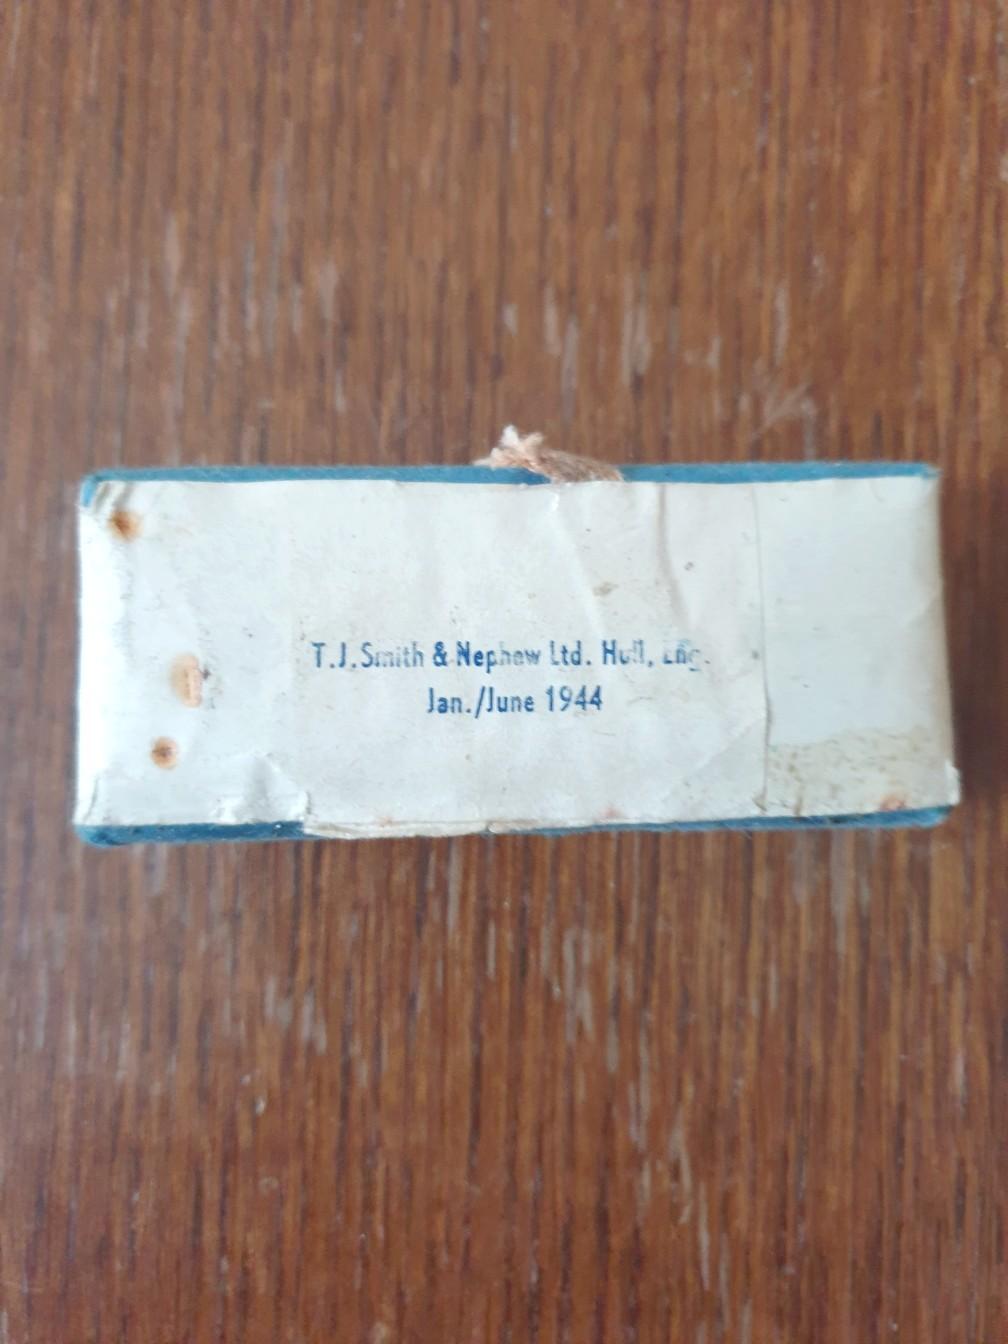 T.J.Smith & Nephew Ltd. Hull, Eng.
Jan./June 1944